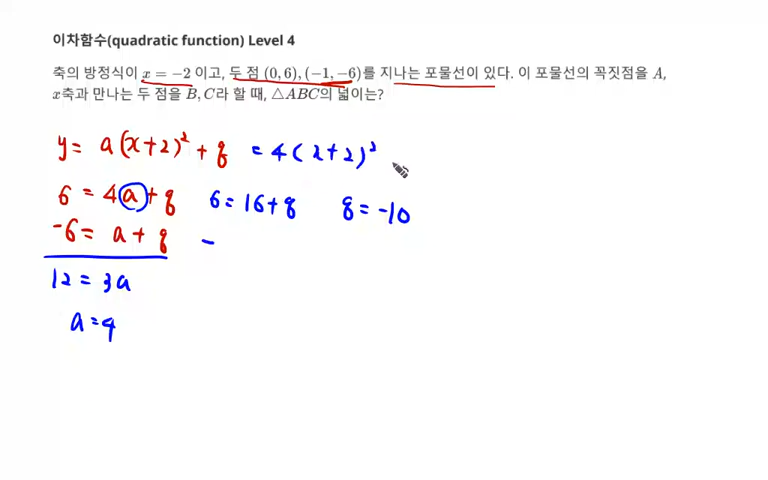 이차함수(quadratic function) Level 4
축의 방정식이 x = −2 이고, 두 점 (0, 6), (−1, −6)를 지나는 포물선이 있다. 이 포물선의 꼭짓점을 A,
x축과 만나는 두 점을 B, C라 할 때, △ABC의 넓이는?
y = a(x+2)² + q = 4(x+2)²
6 = 4a + q 6 = 16 + q q = -10
-6 = a + q -
12 = 3a
a = 4